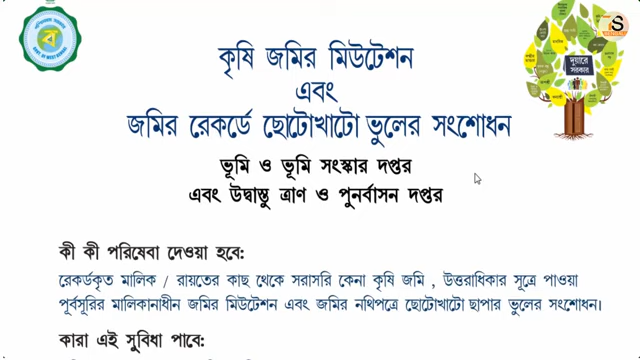 কৃষি জমির মিউটেশন
এবং
জমির রেকর্ডে ছোটোখাটো ভুলের সংশোধন
ভূমি ও ভূমি সংস্কার দপ্তর
এবং উদ্বাস্তু ত্রাণ ও পুনর্বাসন দপ্তর
দুয়ারে
সরকার
S
কী কী পরিষেবা দেওয়া হবে:
রেকর্ডকৃত মালিক / রায়তের কাছ থেকে সরাসরি কেনা কৃষি জমি , উত্তরাধিকার সূত্রে পাওয়া
পূর্বসূরির মালিকানাধীন জমির মিউটেশন এবং জমির নথিপত্রে ছোটোখাটো ছাপার ভুলের সংশোধন।
কারা এই সুবিধা পাবে: